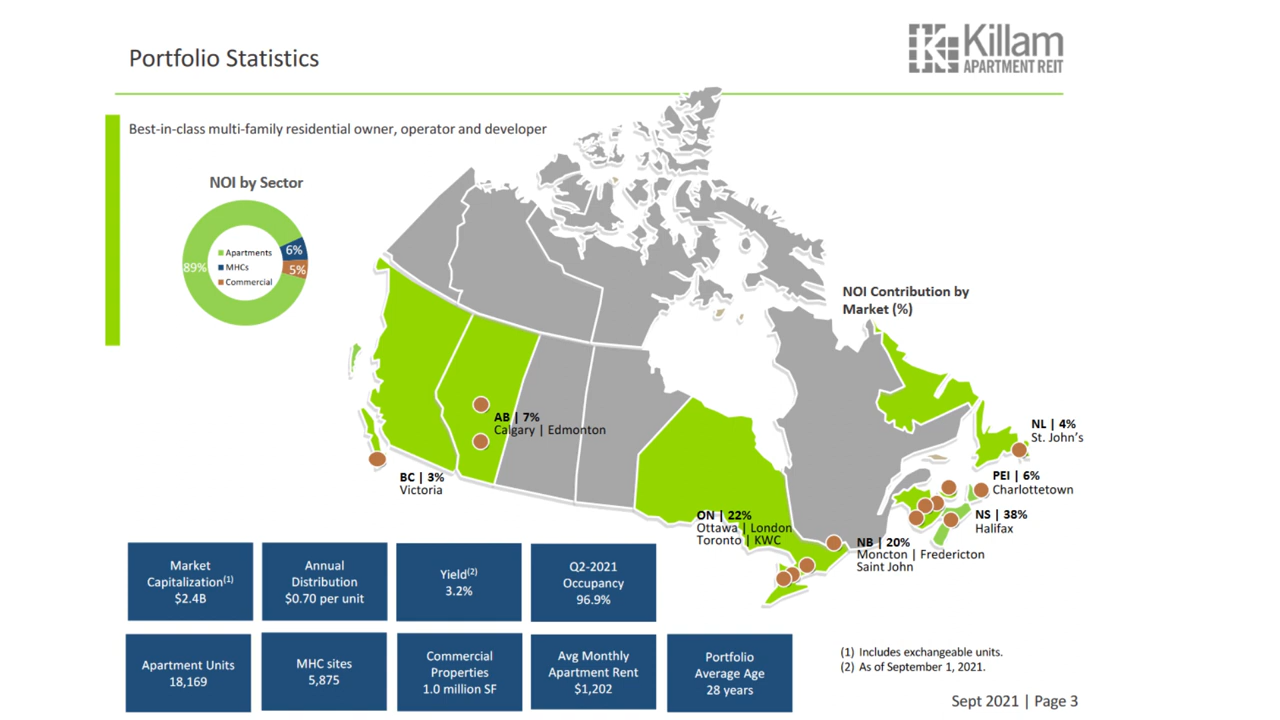 Portfolio Statistics
Killam
APARTMENT REIT
Best-in-class multi-family residential owner, operator and developer
NOI by Sector
Apartments
MHCs
Commercial
89%
6%
5%
NOI Contribution by
Market (%)
AB | 7%
Calgary | Edmonton
BC | 3%
Victoria
ON | 22%
Ottawa | London
Toronto | KWC
NL | 4%
St. John's
PEI | 6%
Charlottetown
NS | 38%
Halifax
NB | 20%
Moncton | Fredericton
Saint John
Market
Capitalization(1)
$2.4B
Annual
Distribution
$0.70 per unit
Yield(2)
3.2%
Q2-2021
Occupancy
96.9%
Apartment Units
18,169
MHC sites
5,875
Commercial
Properties
1.0 million SF
Avg Monthly
Apartment Rent
$1,202
Portfolio
Average Age
28 years
(1) Includes exchangeable units.
(2) As of September 1, 2021.
Sept 2021 | Page 3